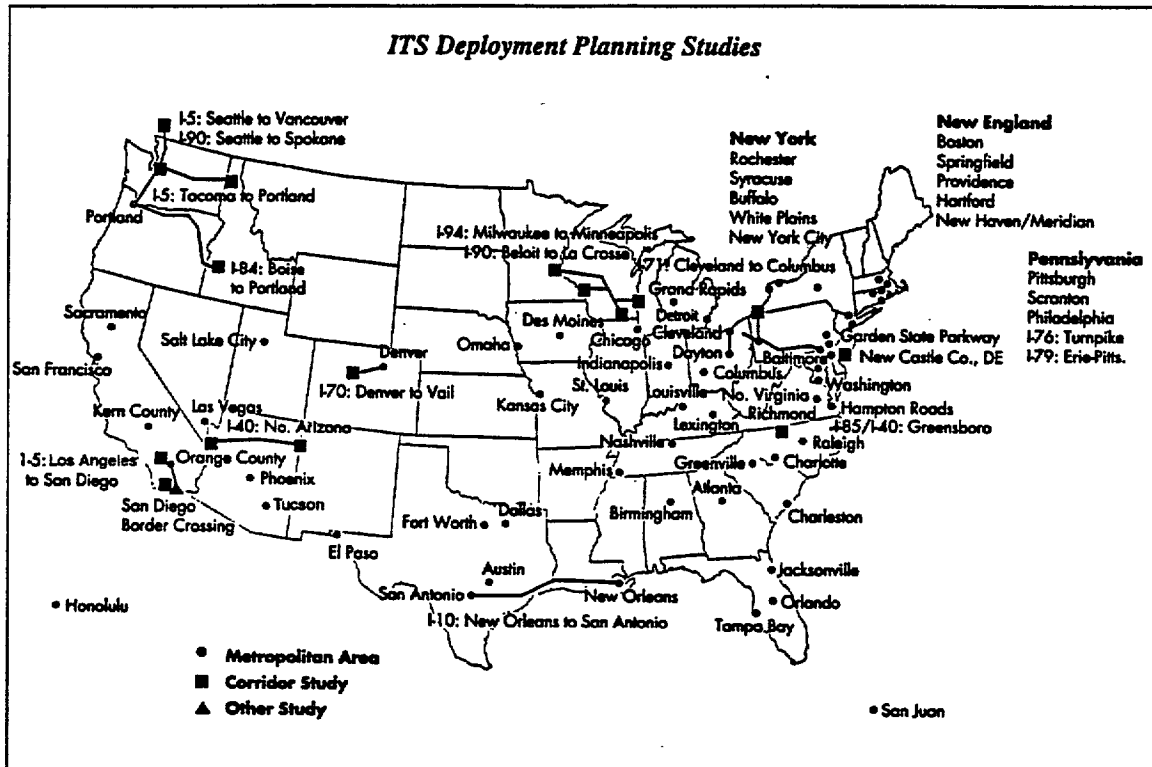 ITS Deployment Planning Studies
I-5: Seattle to Vancouver
I-90: Seattle to Spokane
I-5: Tacoma to Portland
Portland
I-84: Boise
to Portland
I-94: Milwaukee to Minneapolis
I-90: Beloit to La Crosse
I-71: Cleveland to Columbus
New York
Rochester
Syracuse
Buffalo
White Plains
New York City
New England
Boston
Springfield
Providence
Hartford
New Haven/Meridian
Pennslyvania
Pittsburgh
Scranton
Philadelphia
I-76: Turnpike
I-79: Erie-Pitts.
Sacramento
San Francisco
Salt Lake City
Denver
I-70: Denver to Vail
Kern County
Las Vegas
I-40: No. Arizona
I-5: Los Angeles
to San Diego
Orange County
Phoenix
Tucson
San Diego
Border Crossing
El Paso
Omaha
Des Moines
Kansas City
St. Louis
Chicago
Grand Rapids
Detroit
Cleveland
Dayton
Columbus
Indianapolis
Louisville
Lexington
Baltimore
Garden State Parkway
New Castle Co., DE
Washington
No. Virginia
Richmond
Hampton Roads
I-85/I-40: Greensboro
Raleigh
Nashville
Memphis
Greenville
Charlotte
Atlanta
Birmingham
Charleston
Fort Worth
Dallas
Austin
San Antonio
New Orleans
I-10: New Orleans to San Antonio
Jacksonville
Orlando
Tampa Bay
Honolulu
San Juan
Metropolitan Area
Corridor Study
Other Study